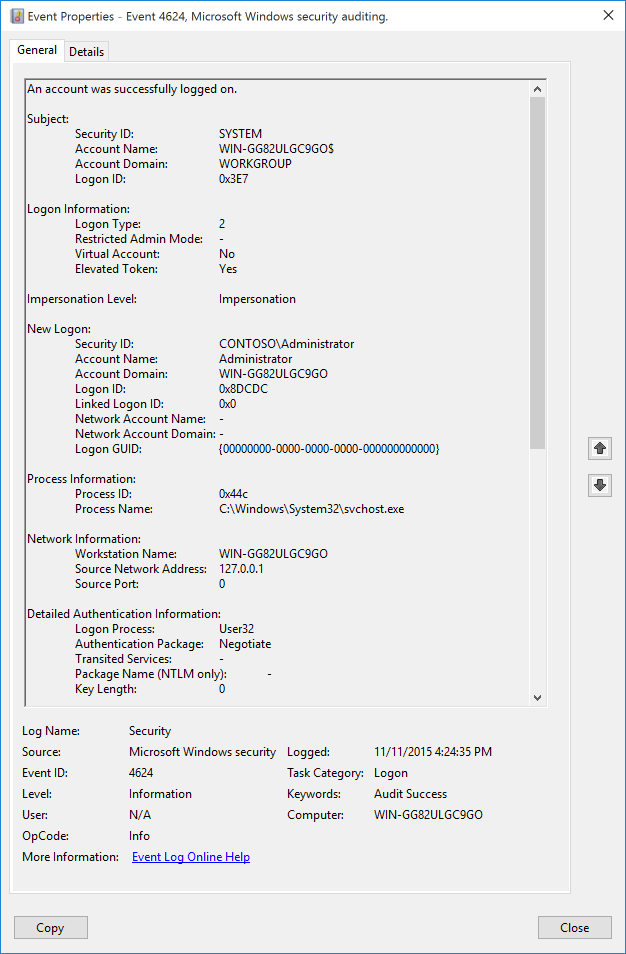 Event Properties - Event 4624, Microsoft Windows security auditing.
General Details
An account was successfully logged on.
Subject:
Security ID: SYSTEM
Account Name: WIN-GG82ULGC9GO$
Account Domain: WORKGROUP
Logon ID: 0x3E7
Logon Information:
Logon Type: 2
Restricted Admin Mode: -
Virtual Account: No
Elevated Token: Yes
Impersonation Level: Impersonation
New Logon:
Security ID: CONTOSO\Administrator
Account Name: Administrator
Account Domain: WIN-GG82ULGC9GO
Logon ID: 0x8DCDC
Linked Logon ID: 0x0
Network Account Name: -
Network Account Domain: -
Logon GUID: {00000000-0000-0000-0000-000000000000}
Process Information:
Process ID: 0x44c
Process Name: C:\Windows\System32\svchost.exe
Network Information:
Workstation Name: WIN-GG82ULGC9GO
Source Network Address: 127.0.0.1
Source Port: 0
Detailed Authentication Information:
Logon Process: User32
Authentication Package: Negotiate
Transited Services: -
Package Name (NTLM only): -
Key Length: 0
Log Name: Security
Source: Microsoft Windows security Logged: 11/11/2015 4:24:35 PM
Event ID: 4624 Task Category: Logon
Level: Information Keywords: Audit Success
User: N/A Computer: WIN-GG82ULGC9GO
OpCode: Info
More Information: Event Log Online Help
Copy Close